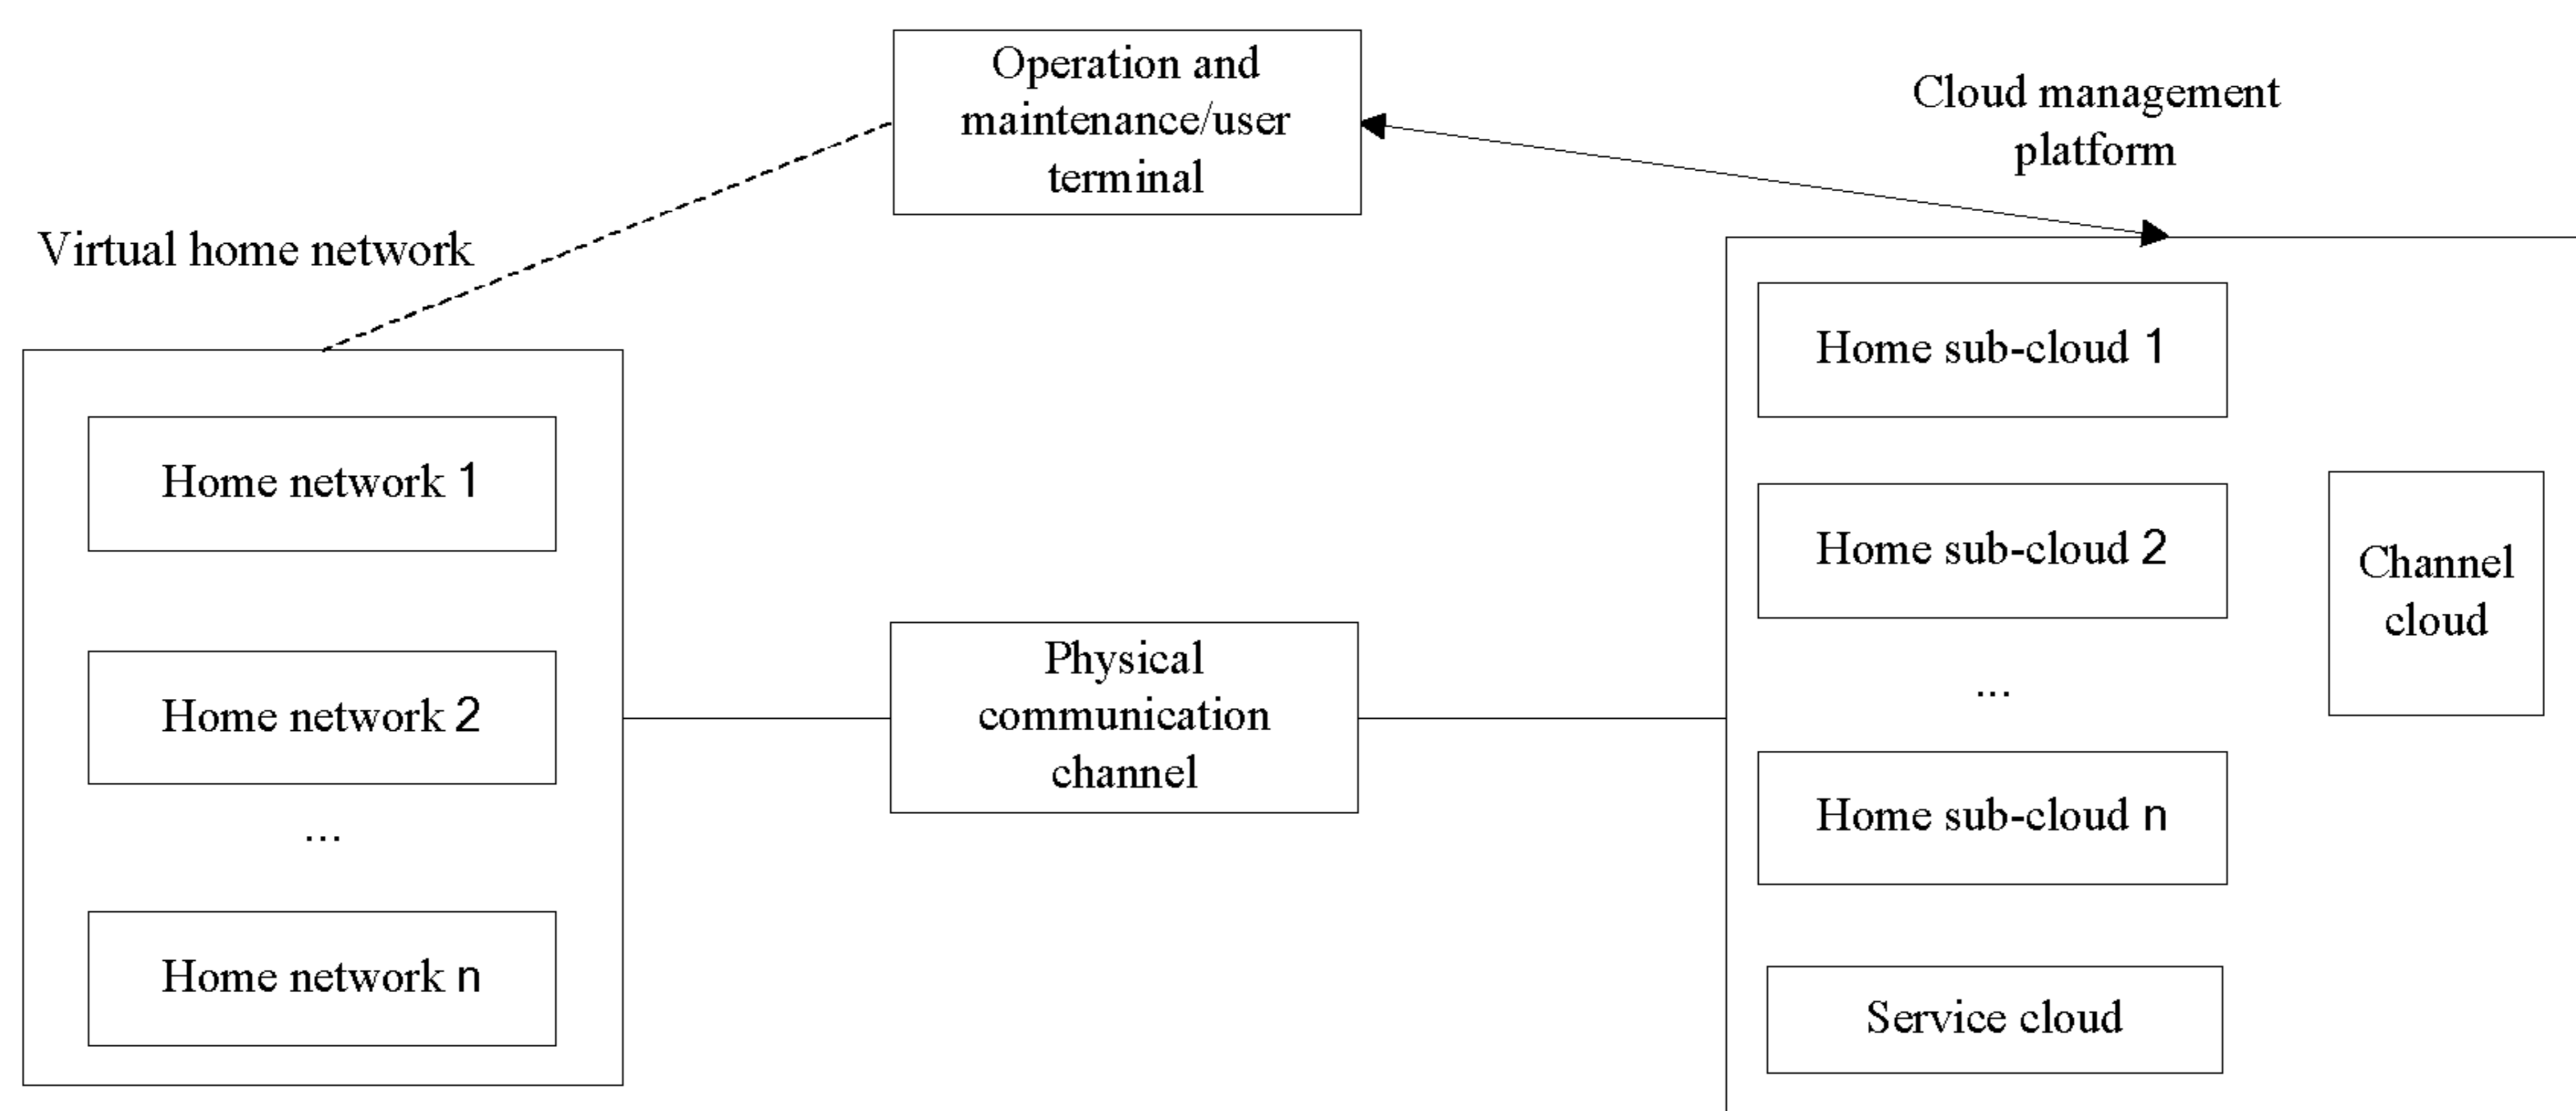 Operation and
maintenance/user
terminal
Cloud management
platform
Virtual home network
Home network 1
Home network 2
...
Home network n
Physical
communication
channel
Home sub-cloud 1
Home sub-cloud 2
...
Home sub-cloud n
Service cloud
Channel
cloud